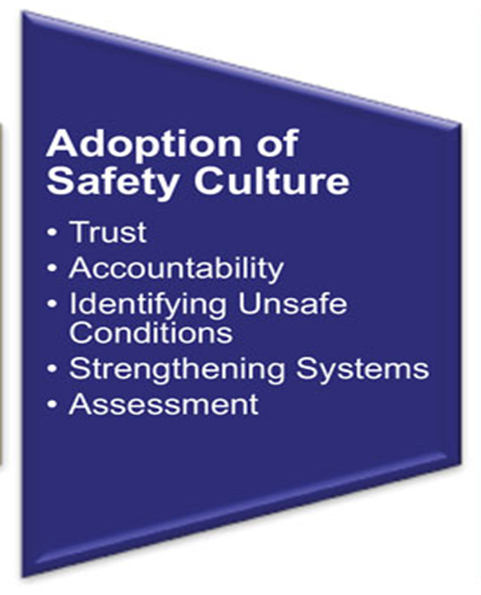 Adoption of
Safety Culture
• Trust
• Accountability
• Identifying Unsafe
Conditions
• Strengthening Systems
• Assessment